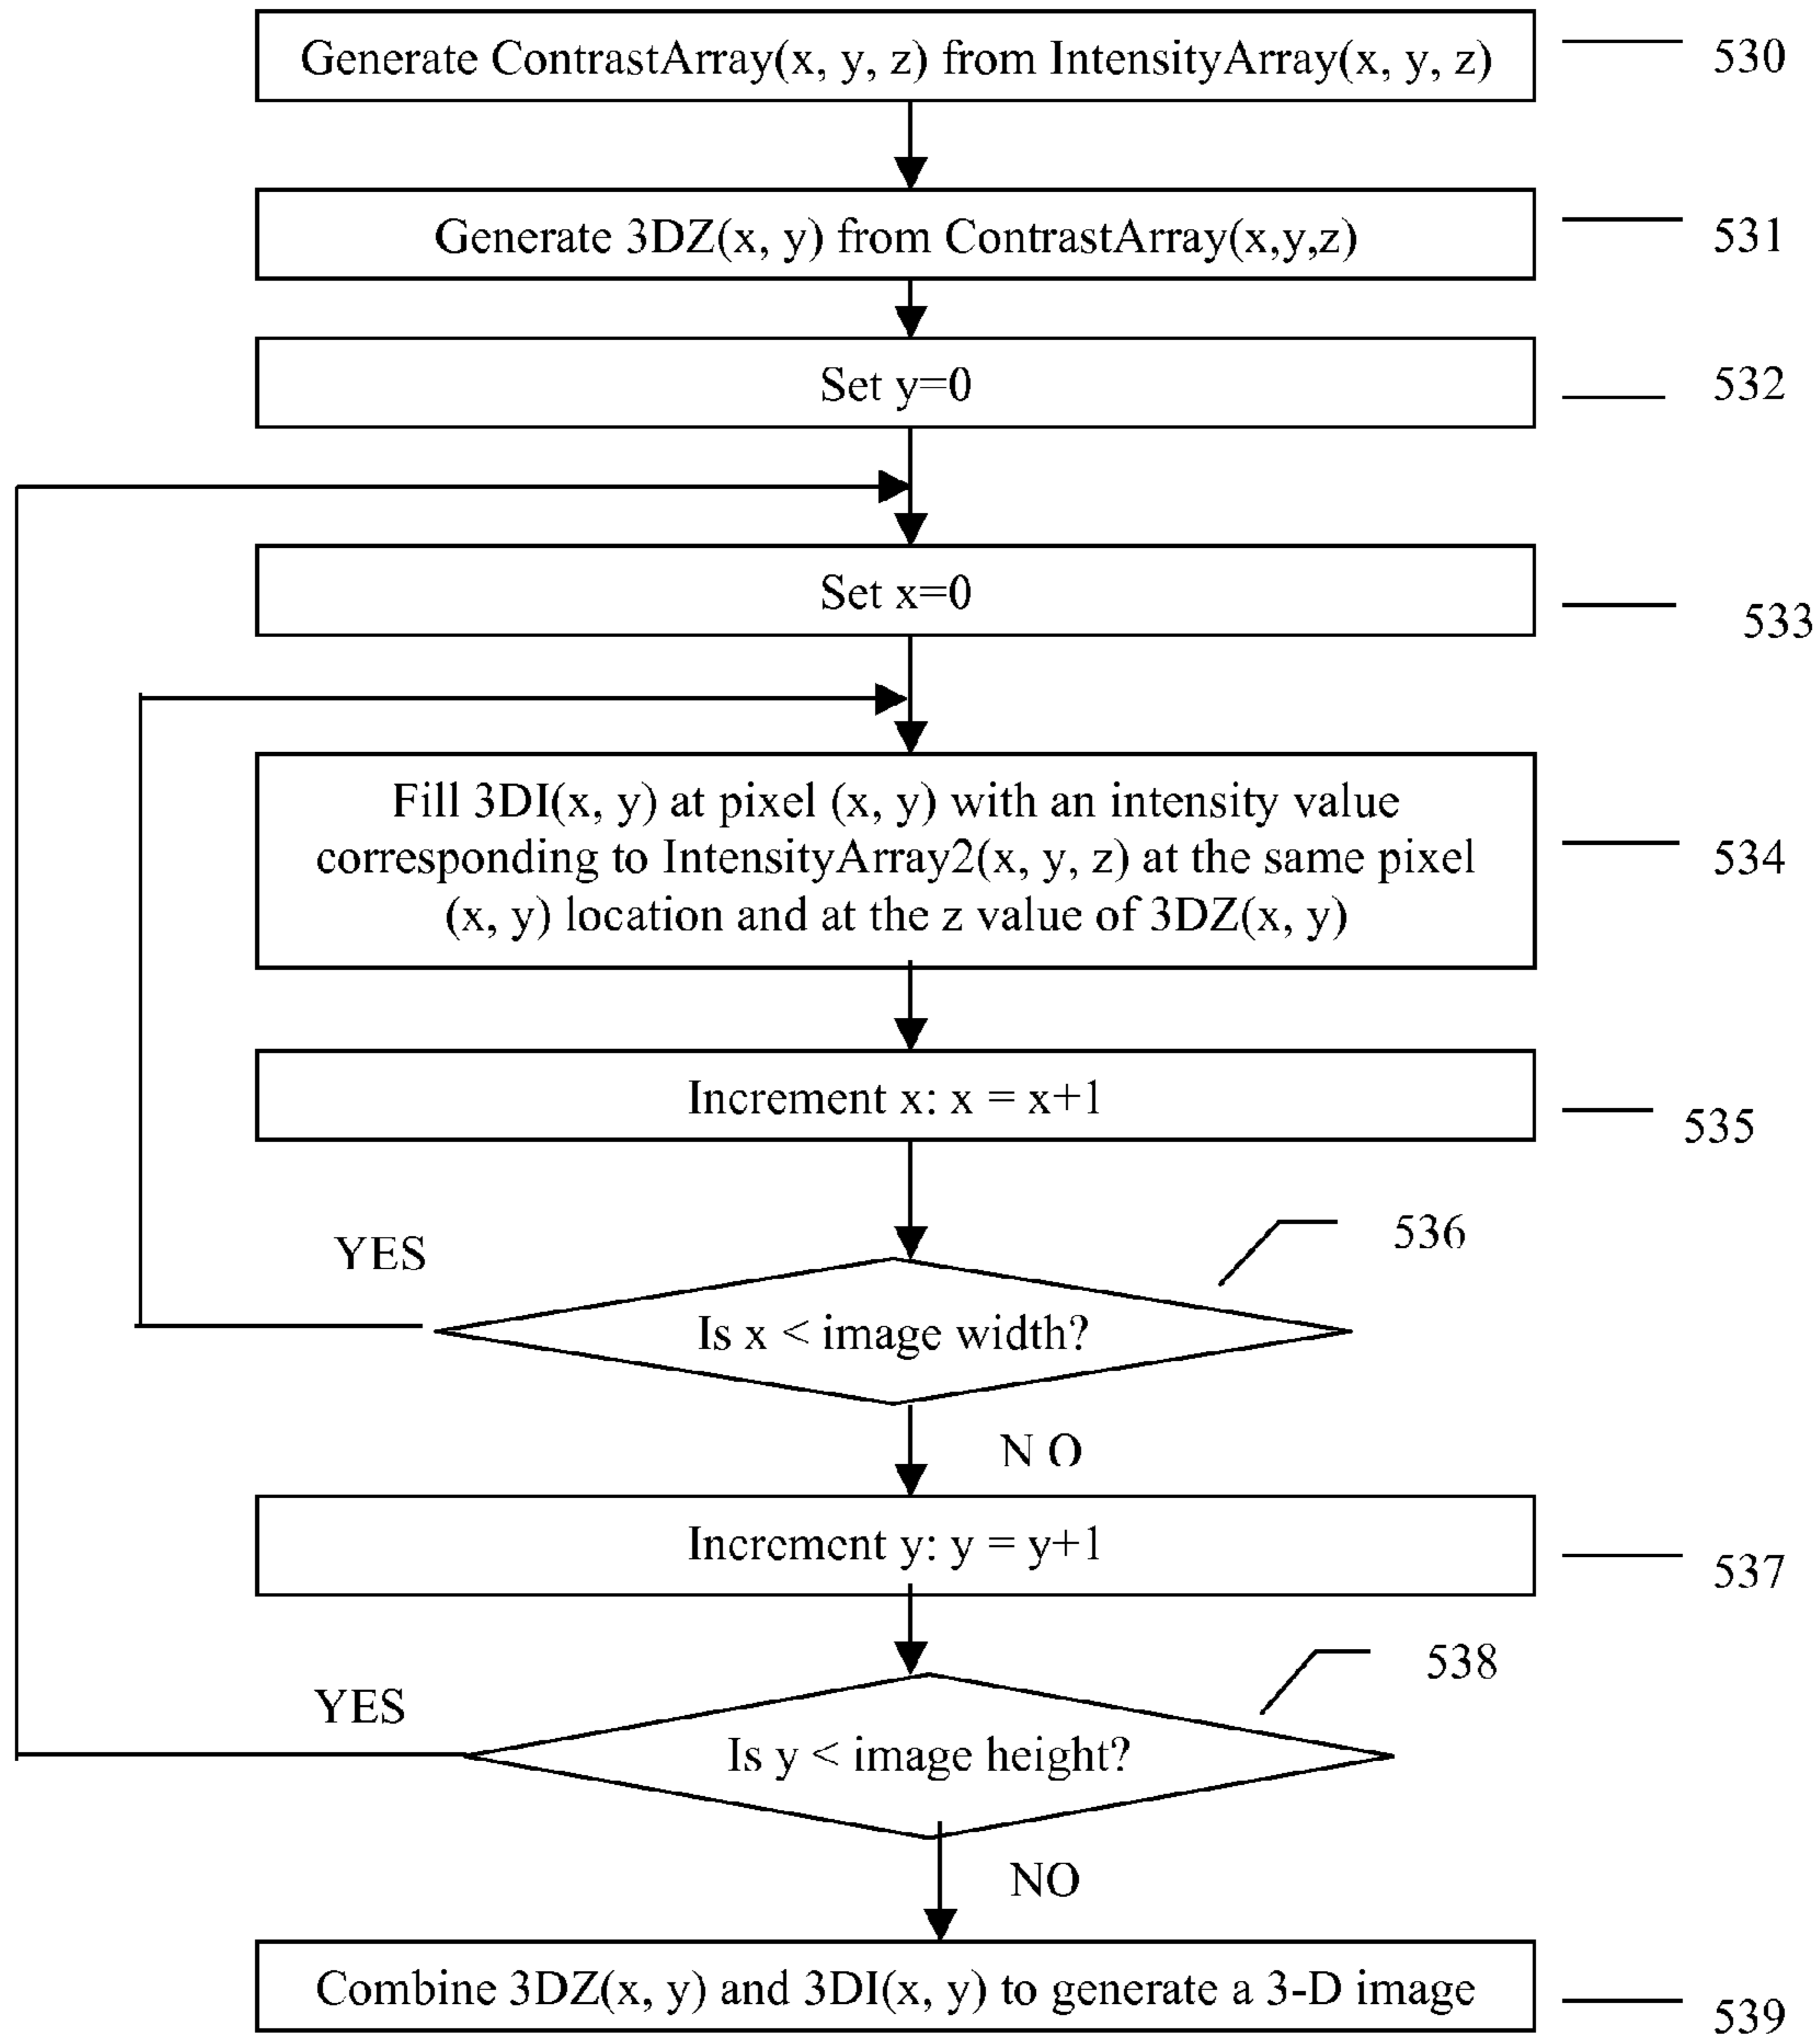 Generate ContrastArray(x, y, z) from IntensityArray(x, y, z)
530
Generate 3DZ(x, y) from ContrastArray(x,y,z)
531
Set y=0
532
Set x=0
533
Fill 3DI(x, y) at pixel (x, y) with an intensity value
corresponding to IntensityArray2(x, y, z) at the same pixel
(x, y) location and at the z value of 3DZ(x, y)
534
Increment x: x = x+1
535
YES
536
Is x < image width?
N O
Increment y: y = y+1
537
YES
538
Is y < image height?
NO
Combine 3DZ(x, y) and 3DI(x, y) to generate a 3-D image
539